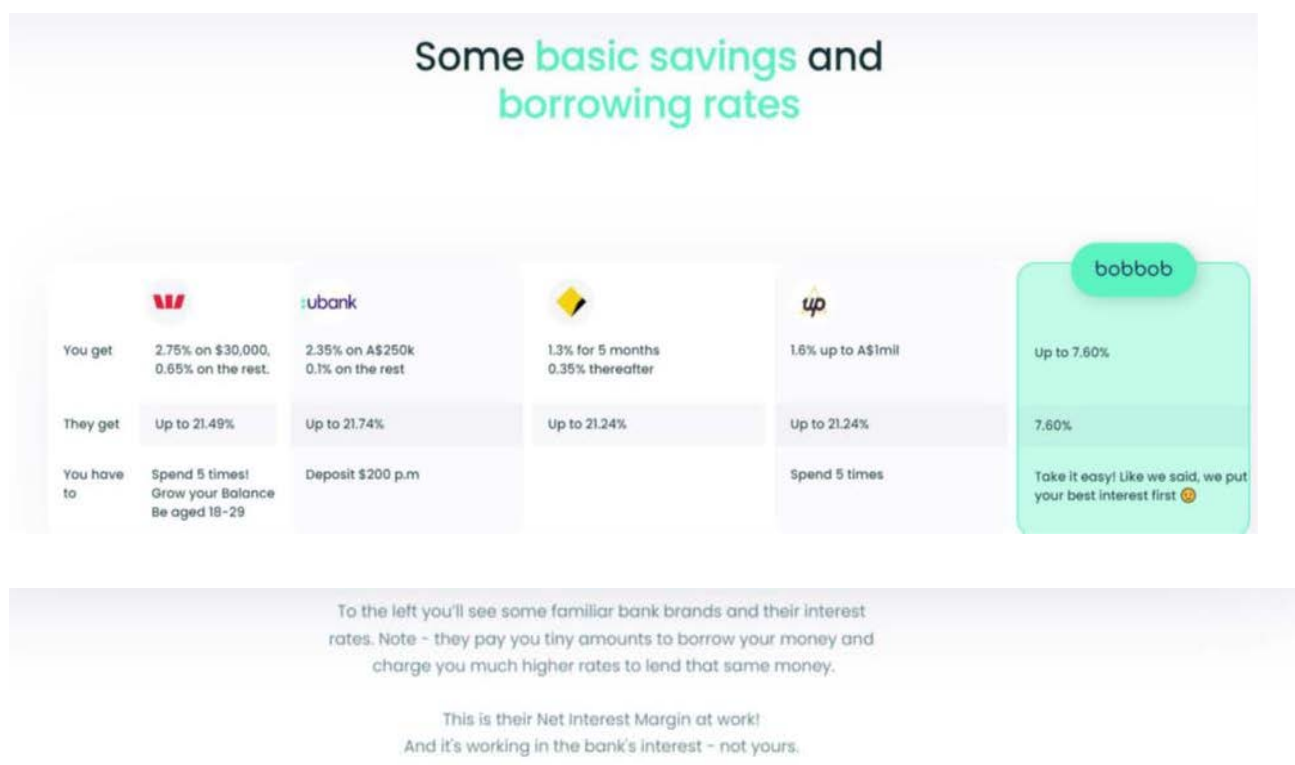 Some basic savings and
borrowing rates
bobbob
:ubank
up
You get
2.75% on $30,000,
0.65% on the rest.
2.35% on A$250k
0.1% on the rest
1.3% for 5 months
0.35% thereafter
1.6% up to A$1mil
Up to 7.60%
They get
Up to 21.49%
Up to 21.74%
Up to 21.24%
Up to 21.24%
7.60%
You have
to
Spend 5 times!
Grow your Balance
Be aged 18-29
Deposit $200 p.m
Spend 5 times
Take it easy! Like we said, we put
your best interest first
To the left you'll see some familiar bank brands and their interest
rates. Note - they pay you tiny amounts to borrow your money and
charge you much higher rates to lend that same money.
This is their Net Interest Margin at work!
And it's working in the bank's interest - not yours.